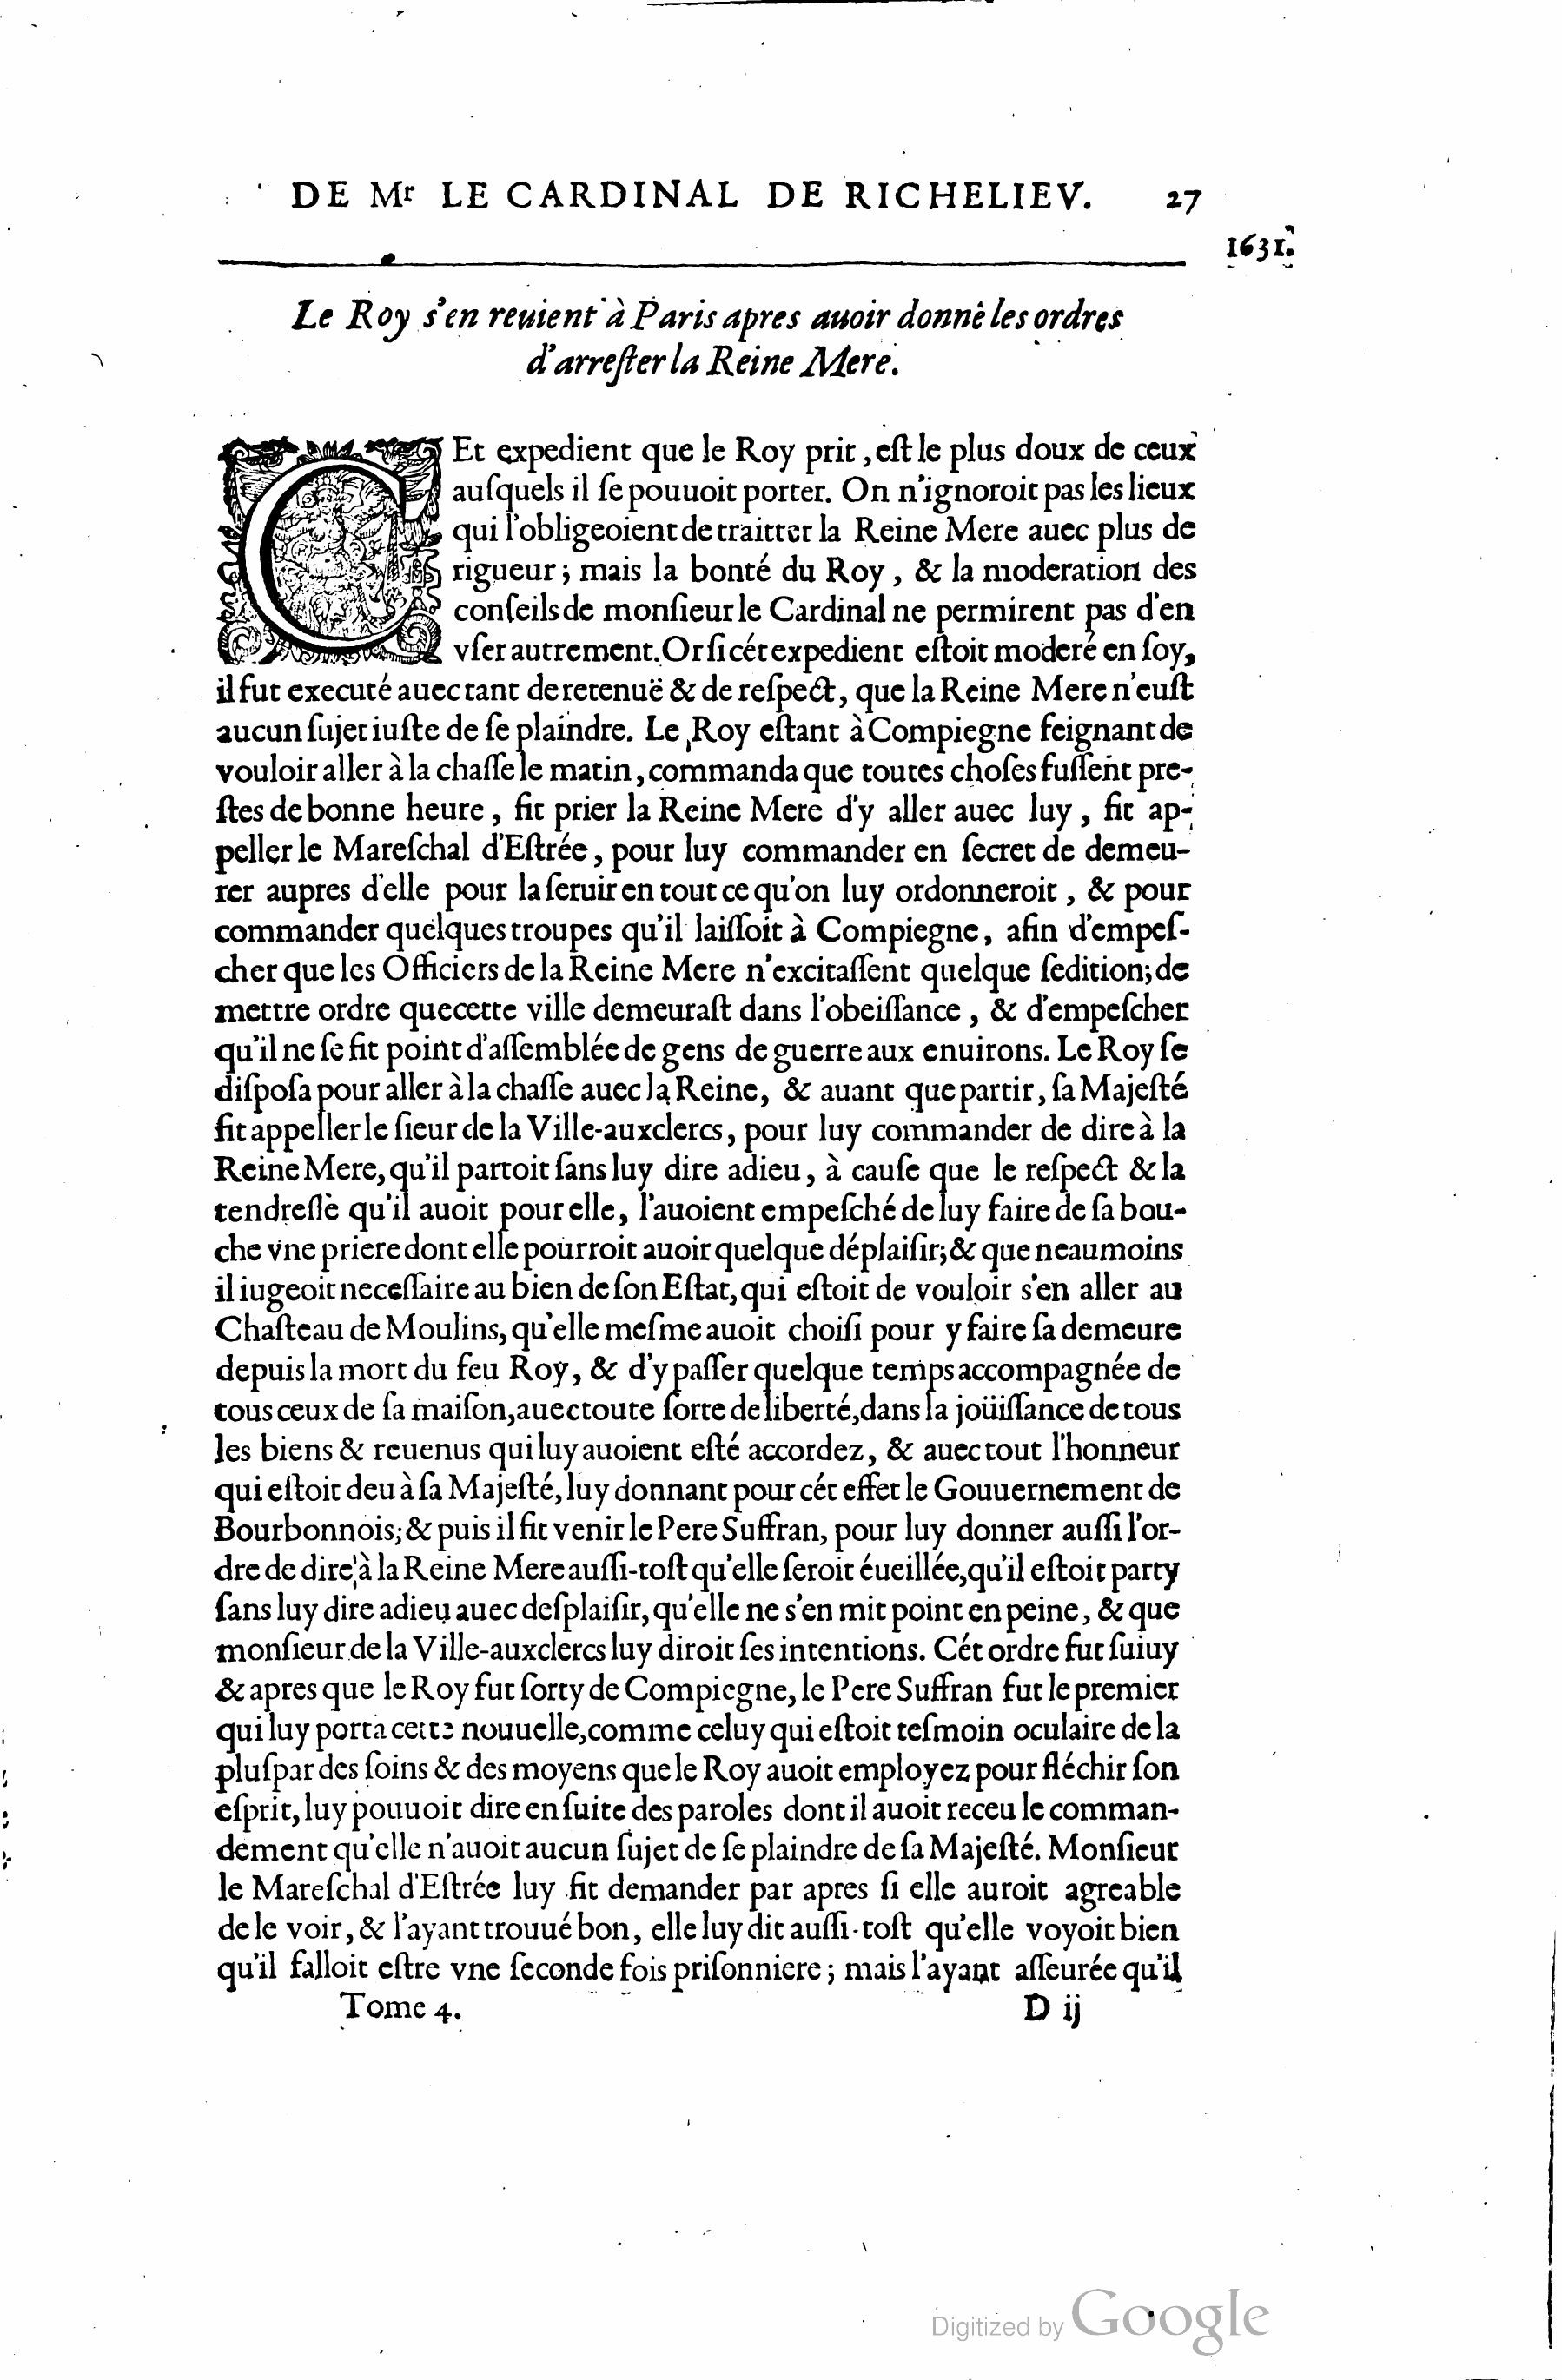 DE Mr LE CARDINAL DE RICHELIEV. 27
1631.
Le Roy s'en reuient à Paris apres auoir donnè les ordres
d'arreſter la Reine Mere.
CEt expedient que le Roy prit, eſt le plus doux de ceux
auſquels il ſe pouuoit porter. On n'ignoroit pas les lieux
qui l'obligeoient de traitter la Reine Mere auec plus de
rigueur; mais la bonté du Roy, & la moderation des
conſeils de monſieur le Cardinal ne permirent pas d'en
vſer autrement. Or ſi cét expedient eſtoit moderé en ſoy,
il fut executé auec tant de retenuë & de reſpect, que la Reine Mere n'euſt
aucun ſujet iuſte de ſe plaindre. Le Roy eſtant à Compiegne feignant de
vouloir aller à la chaſſe le matin, commanda que toutes choſes fuſſent pre-
ſtes de bonne heure, fit prier la Reine Mere d'y aller auec luy, fit ap-
peller le Mareſchal d'Eſtrée, pour luy commander en ſecret de demeu-
rer aupres d'elle pour la ſeruir en tout ce qu'on luy ordonneroit, & pour
commander quelques troupes qu'il laiſſoit à Compiegne, afin d'empeſ-
cher que les Officiers de la Reine Mere n'excitaſſent quelque ſedition; de
mettre ordre que cette ville demeuraſt dans l'obeiſſance, & d'empeſcher
qu'il ne ſe fit point d'aſſemblée de gens de guerre aux enuirons. Le Roy ſe
diſpoſa pour aller à la chaſſe auec la Reine, & auant que partir, ſa Majeſté
fit appeller le ſieur de la Ville-auxclercs, pour luy commander de dire à la
Reine Mere, qu'il partoit ſans luy dire adieu, à cauſe que le reſpect & la
tendreſſe qu'il auoit pour elle, l'auoient empeſché de luy faire de ſa bou-
che vne priere dont elle pourroit auoir quelque déplaiſir; & que neaumoins
il iugeoit neceſſaire au bien de ſon Eſtat, qui eſtoit de vouloir s'en aller au
Chaſteau de Moulins, qu'elle meſme auoit choiſi pour y faire ſa demeure
depuis la mort du feu Roy, & d'y paſſer quelque temps accompagnée de
tous ceux de ſa maiſon, auec toute ſorte de liberté, dans la joüiſſance de tous
les biens & reuenus qui luy auoient eſté accordez, & auec tout l'honneur
qui eſtoit deu à ſa Majeſté, luy donnant pour cét effet le Gouuernement de
Bourbonnois; & puis il fit venir le Pere Suffran, pour luy donner auſſi l'or-
dre de dire à la Reine Mere auſſi-toſt qu'elle ſeroit éueillée, qu'il eſtoit party
ſans luy dire adieu auec deſplaiſir, qu'elle ne s'en mit point en peine, & que
monſieur de la Ville-auxclercs luy diroit ſes intentions. Cét ordre fut ſuiuy
& apres que le Roy fut ſorty de Compiegne, le Pere Suffran fut le premier
qui luy porta cette nouuelle, comme celuy qui eſtoit teſmoin oculaire de la
pluſpar des ſoins & des moyens que le Roy auoit employez pour fléchir ſon
eſprit, luy pouuoit dire en ſuite des paroles dont il auoit receu le comman-
dement qu'elle n'auoit aucun ſujet de ſe plaindre de ſa Majeſté. Monſieur
le Mareſchal d'Eſtrée luy fit demander par apres ſi elle auroit agreable
de le voir, & l'ayant trouué bon, elle luy dit auſſi-toſt qu'elle voyoit bien
qu'il falloit eſtre vne ſeconde fois priſonniere; mais l'ayant aſſeurée qu'il
Tome 4. D ij
Digitized by Google